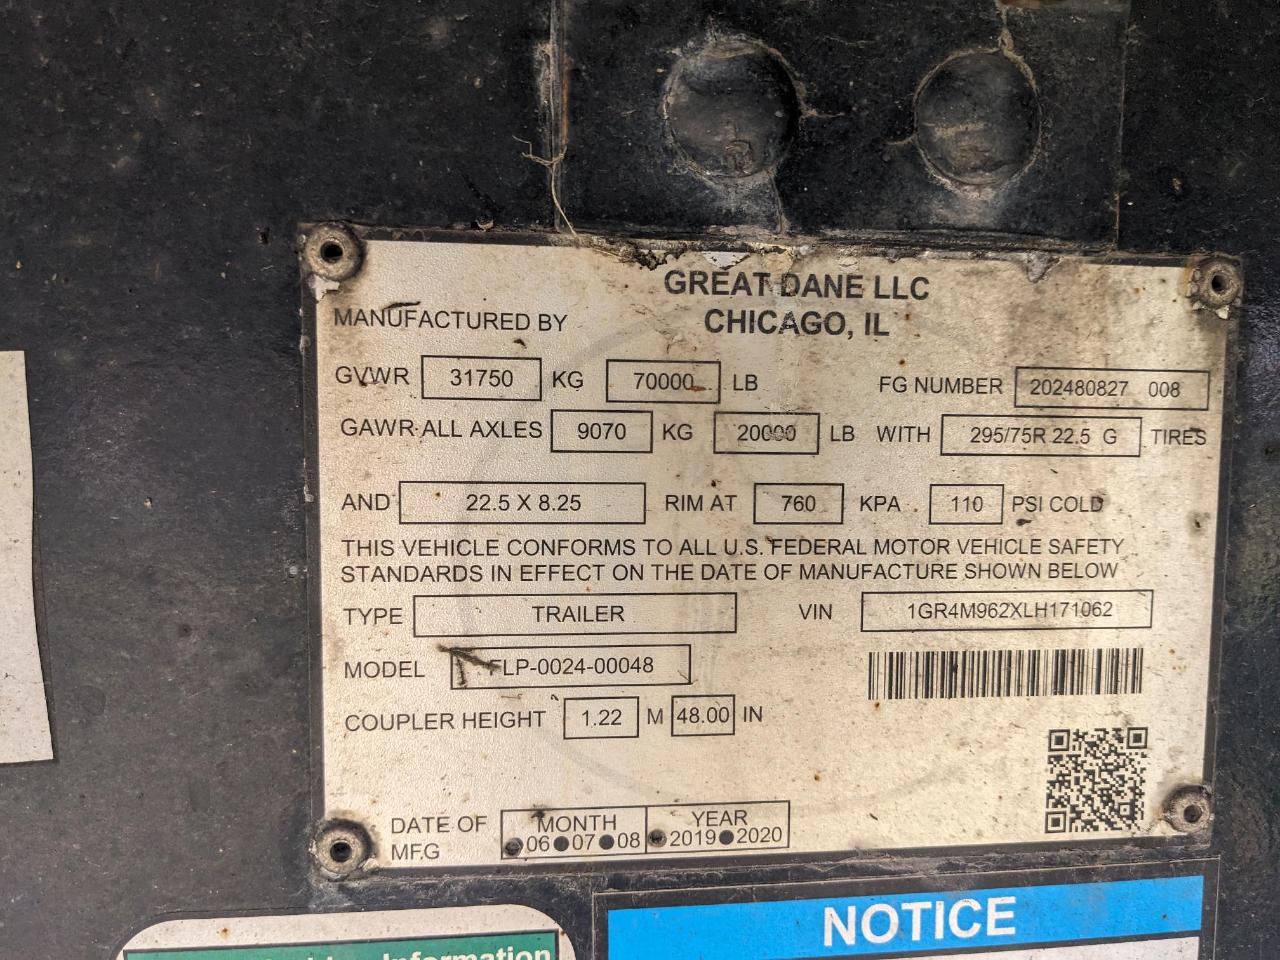 GREAT DANE LLC
MANUFACTURED BY CHICAGO, IL
GVWR 31750 KG 70000 LB FG NUMBER 202480827 008
GAWR ALL AXLES 9070 KG 20000 LB WITH 295/75R 22.5 G TIRES
AND 22.5 X 8.25 RIM AT 760 KPA 110 PSI COLD
THIS VEHICLE CONFORMS TO ALL U.S. FEDERAL MOTOR VEHICLE SAFETY
STANDARDS IN EFFECT ON THE DATE OF MANUFACTURE SHOWN BELOW
TYPE TRAILER VIN 1GR4M962XLH171062
MODEL FLP-0024-00048
COUPLER HEIGHT 1.22 M 48.00 IN
DATE OF MONTH YEAR
MFG 06 07 08 2019 2020
NOTICE
Information